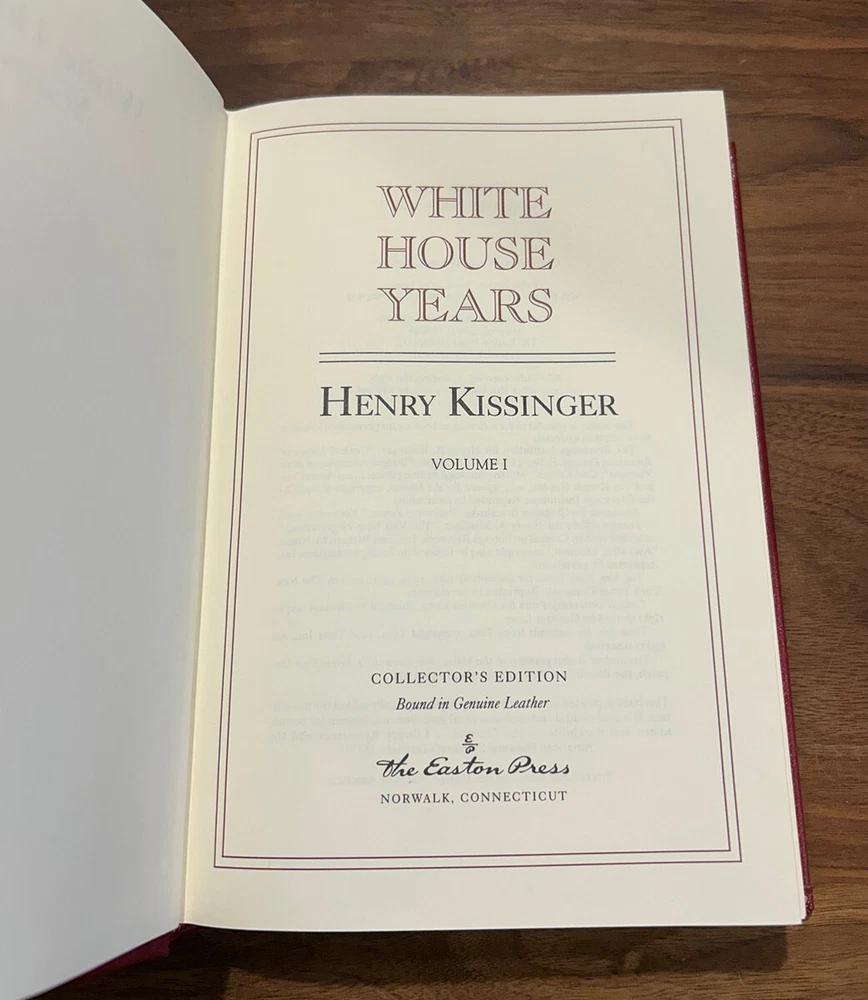 WHITE
HOUSE
YEARS
HENRY KISSINGER
VOLUME I
COLLECTOR'S EDITION
Bound in Genuine Leather
E
P
The Easton Press
NORWALK, CONNECTICUT